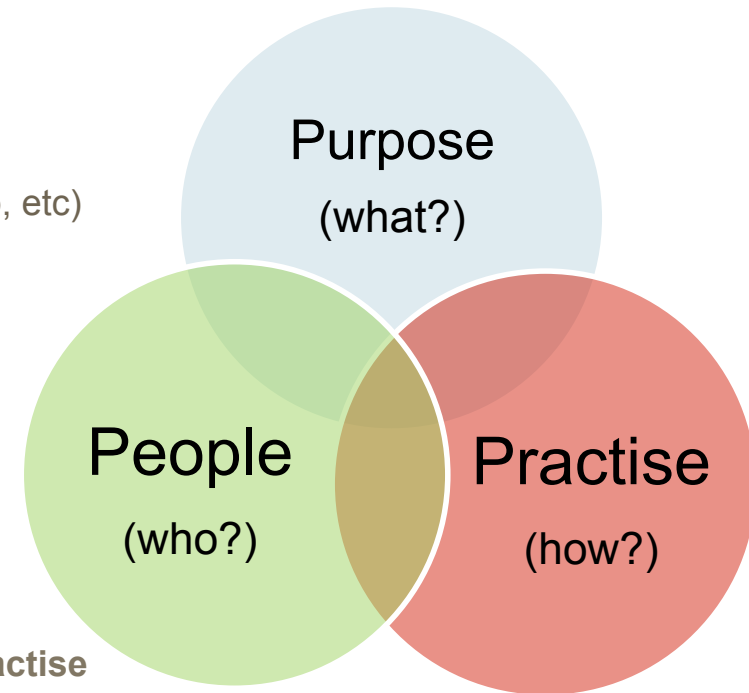 Purpose
, etc)
(what?)
People
Practise
(who?)
(how?)
actise